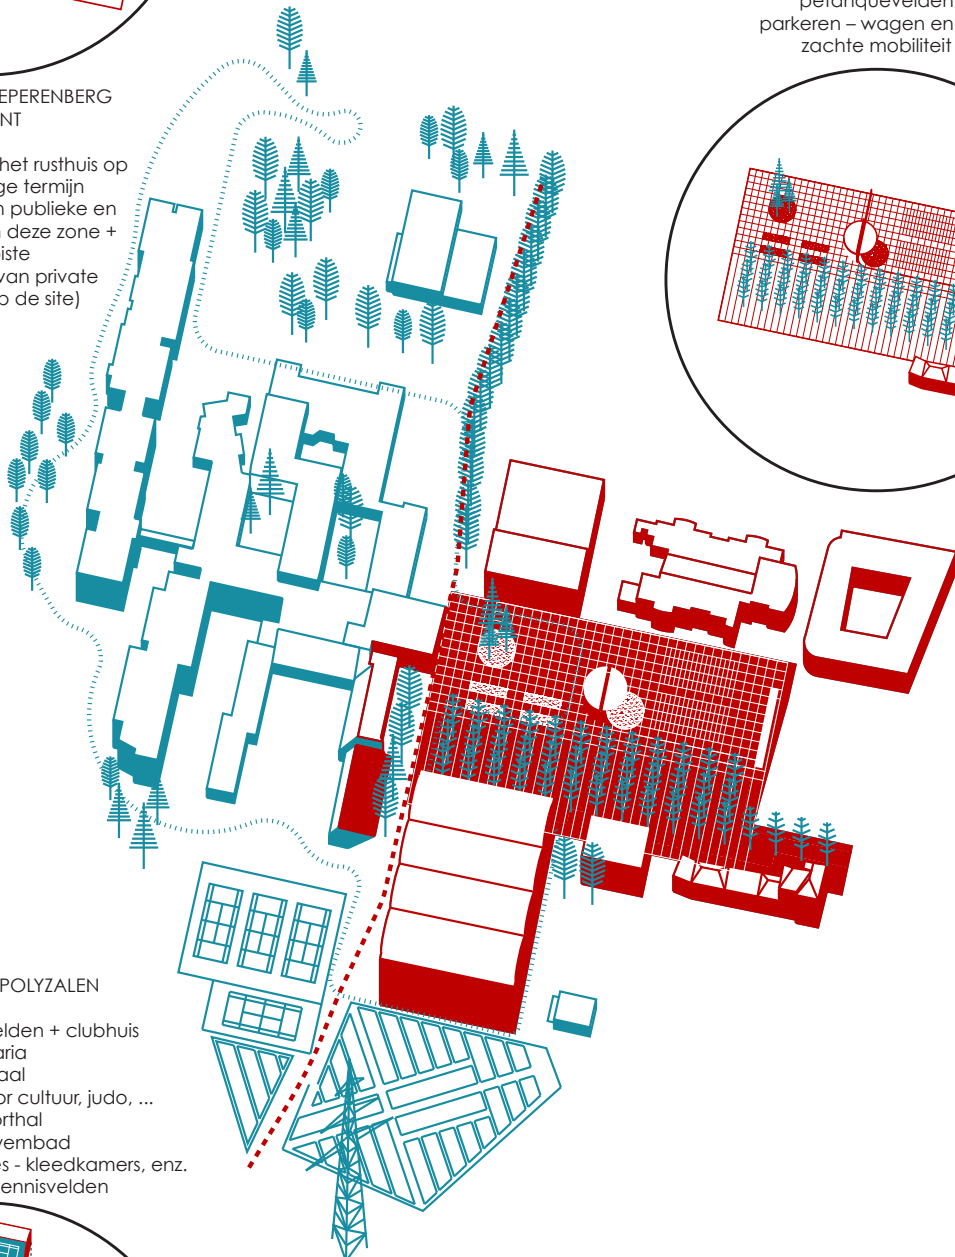 petanquevelden
parkeren – wagen en
zachte mobiliteit
EPERENBERG
NT
het rusthuis op
ge termijn
n publieke en
n deze zone +
oiste
van private
o de site)
POLYZALEN
elden + clubhuis
aria
aal
or cultuur, judo, ...
orthal
vembad
es - kleedkamers, enz.
ennisvelden